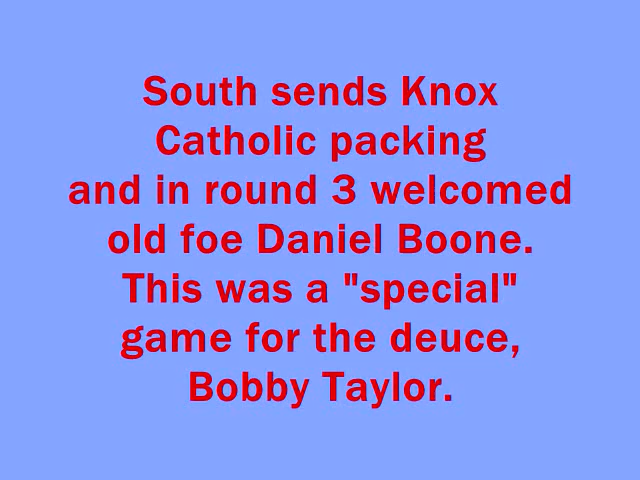 South sends Knox
Catholic packing
and in round 3 welcomed
old foe Daniel Boone.
This was a "special"
game for the deuce,
Bobby Taylor.